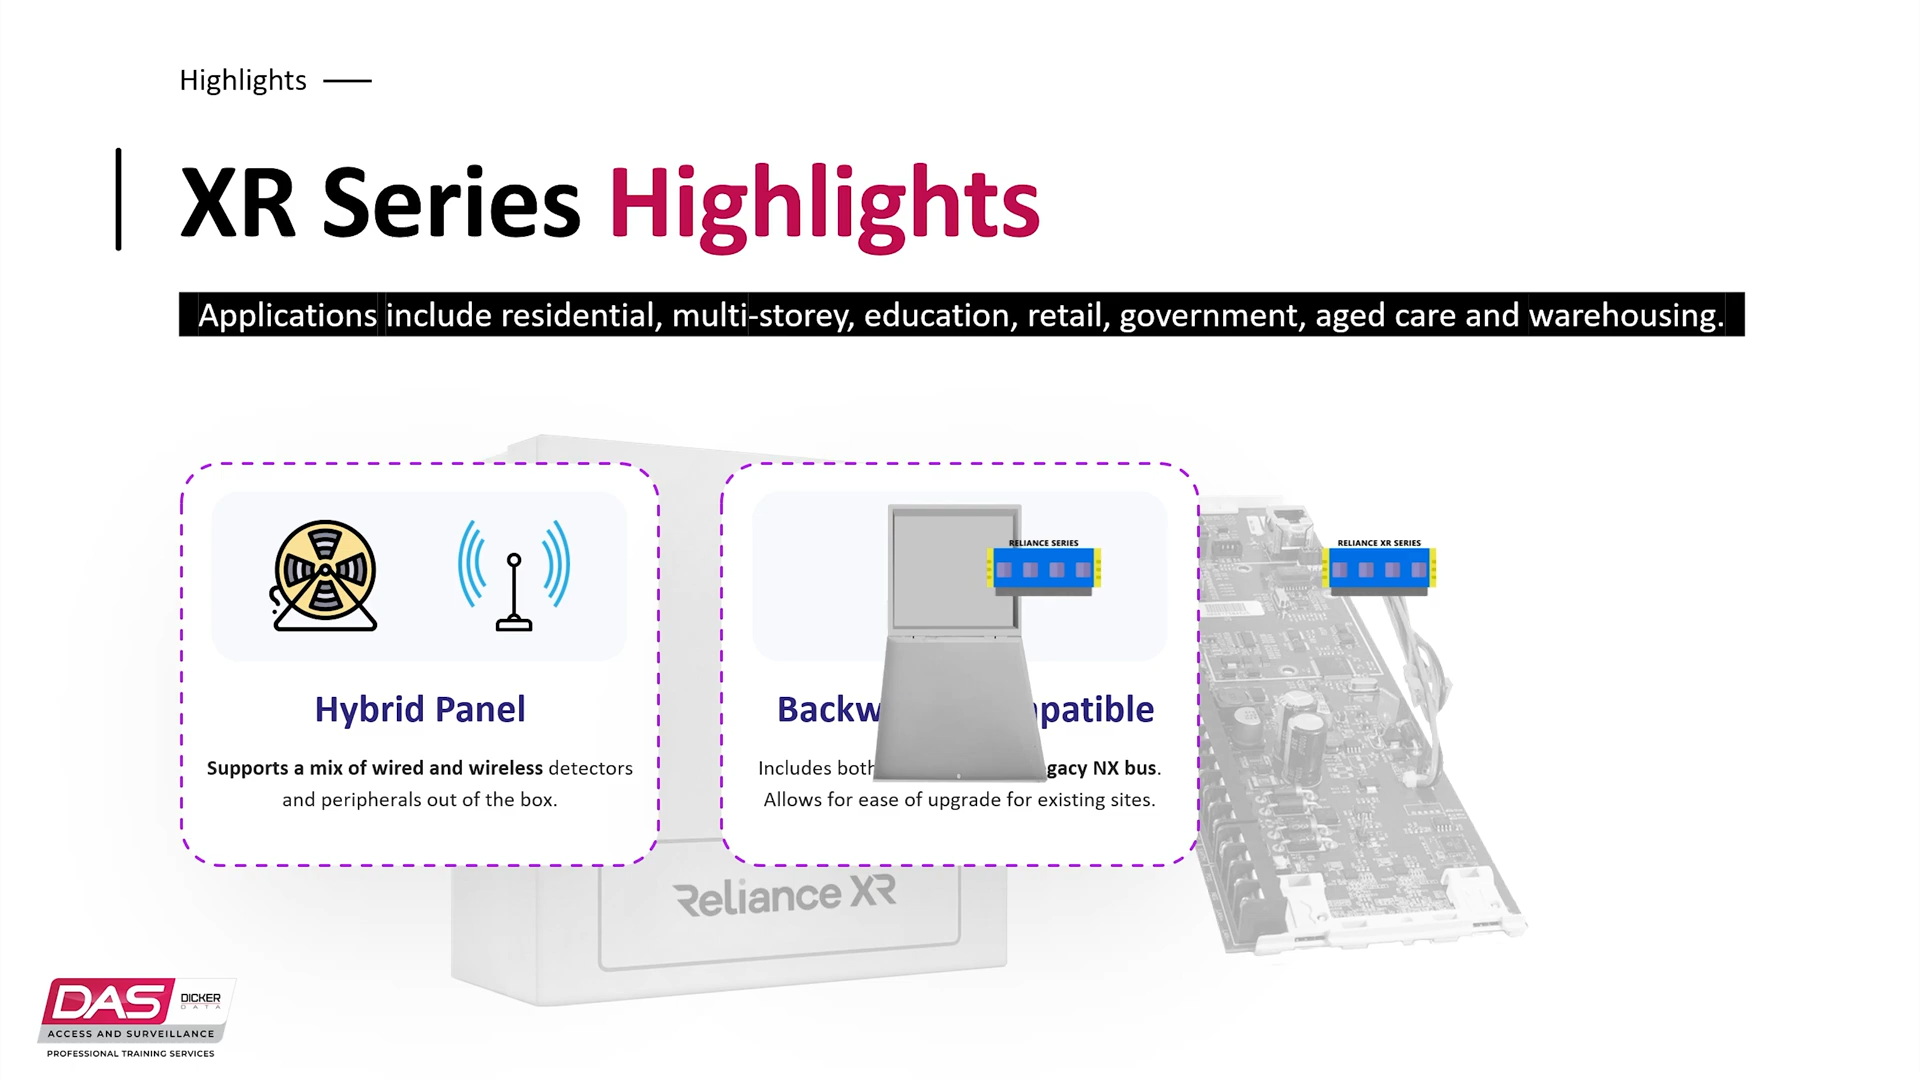 Highlights
XR Series Highlights
Applications include residential, multi-storey, education, retail, government, aged care and warehousing.
RELIANCE SERIES
RELIANCE XR SERIES
Hybrid Panel
Supports a mix of wired and wireless detectors
and peripherals out of the box.
Includes both NX bus.
Allows for ease of upgrade for existing sites.
Reliance XR
DAS
DICKER
DATA
ACCESS AND SURVEILLANCE
PROFESSIONAL TRAINING SERVICES